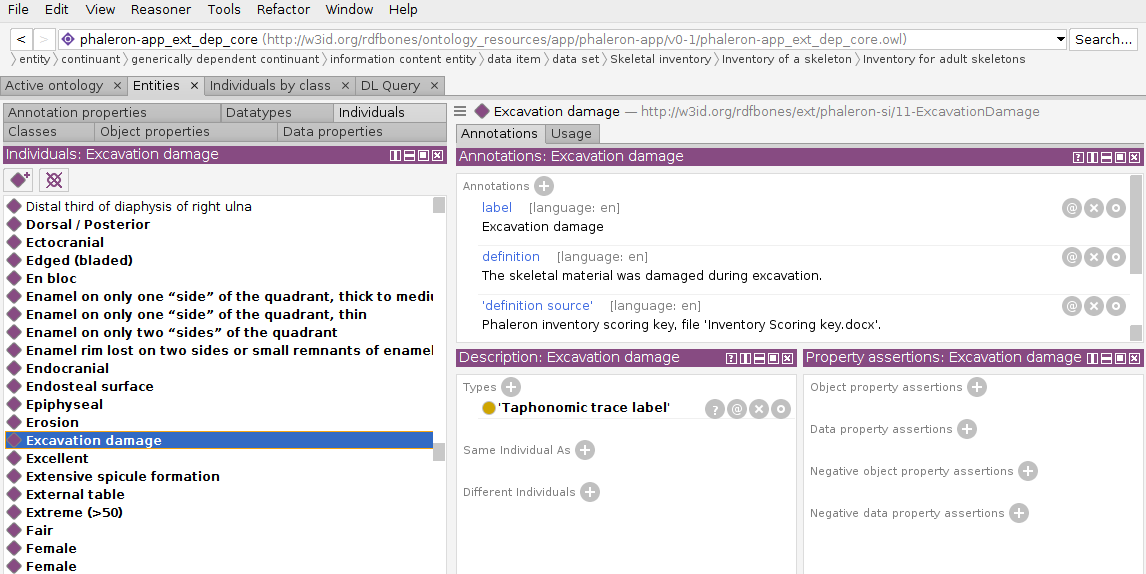 File Edit View Reasoner Tools Refactor Window Help
< > phaleron-app_ext_dep_core (http://w3id.org/rdfbones/ontology_resources/app/phaleron-app/v0-1/phaleron-app_ext_dep_core.owl) Search...
entity continuant generically dependent continuant information content entity data item data set Skeletal inventory Inventory of a skeleton Inventory for adult skeletons
Active ontology × Entities × Individuals by class × DL Query ×
Annotation properties Datatypes Individuals
Classes Object properties Data properties
Individuals: Excavation damage
Distal third of diaphysis of right ulna
Dorsal / Posterior
Ectocranial
Edged (bladed)
En bloc
Enamel on only one “side” of the quadrant, thick to mediu
Enamel on only one “side” of the quadrant, thin
Enamel on only two “sides” of the quadrant
Enamel rim lost on two sides or small remnants of enamel
Endocranial
Endosteal surface
Epiphyseal
Erosion
Excavation damage
Excellent
Extensive spicule formation
External table
Extreme (>50)
Fair
Female
Female
Excavation damage — http://w3id.org/rdfbones/ext/phaleron-si/11-ExcavationDamage
Annotations Usage
Annotations: Excavation damage
Annotations
label [language: en]
Excavation damage
definition [language: en]
The skeletal material was damaged during excavation.
'definition source' [language: en]
Phaleron inventory scoring key, file 'Inventory Scoring key.docx'.
Description: Excavation damage
Types
'Taphonomic trace label'
Same Individual As
Different Individuals
Property assertions: Excavation damage
Object property assertions
Data property assertions
Negative object property assertions
Negative data property assertions